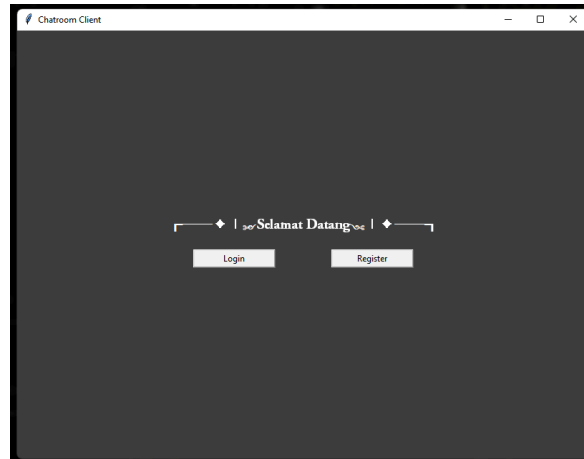 Chatroom Client
┏──── ✦ | ೄྀ Selamat Datang ೄྀ | ✦ ────┓
Login Register